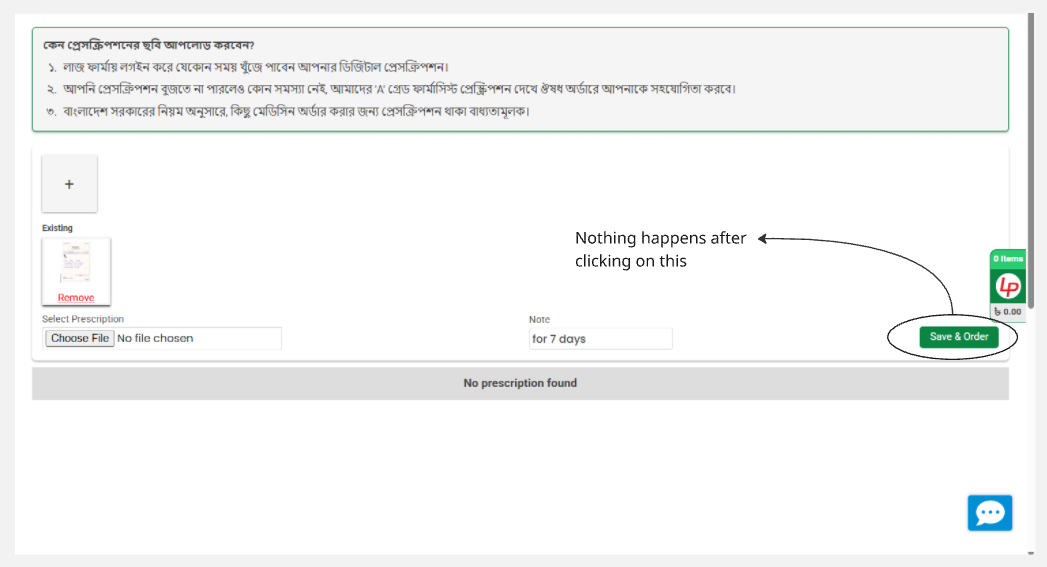 কেন প্রেসক্রিপশনের ছবি আপলোড করবেন?
১. লাজ ফার্মায় লগইন করে যেকোন সময় খুঁজে পাবেন আপনার ডিজিটাল প্রেসক্রিপশন।
২. আপনি প্রেসক্রিপশন বুজতে না পারলেও কোন সমস্যা নেই, আমাদের 'A' গ্রেড ফার্মাসিস্ট প্রেস্ক্রিপশন দেখে ঔষধ অর্ডারে আপনাকে সহযোগিতা করবে।
৩. বাংলাদেশ সরকারের নিয়ম অনুসারে, কিছু মেডিসিন অর্ডার করার জন্য প্রেসক্রিপশন থাকা বাধ্যতামূলক।
+
Existing
Remove
Nothing happens after
clicking on this
0 Items
LP
৳ 0.00
Select Prescription
Note
Choose File No file chosen
for 7 days
Save & Order
No prescription found